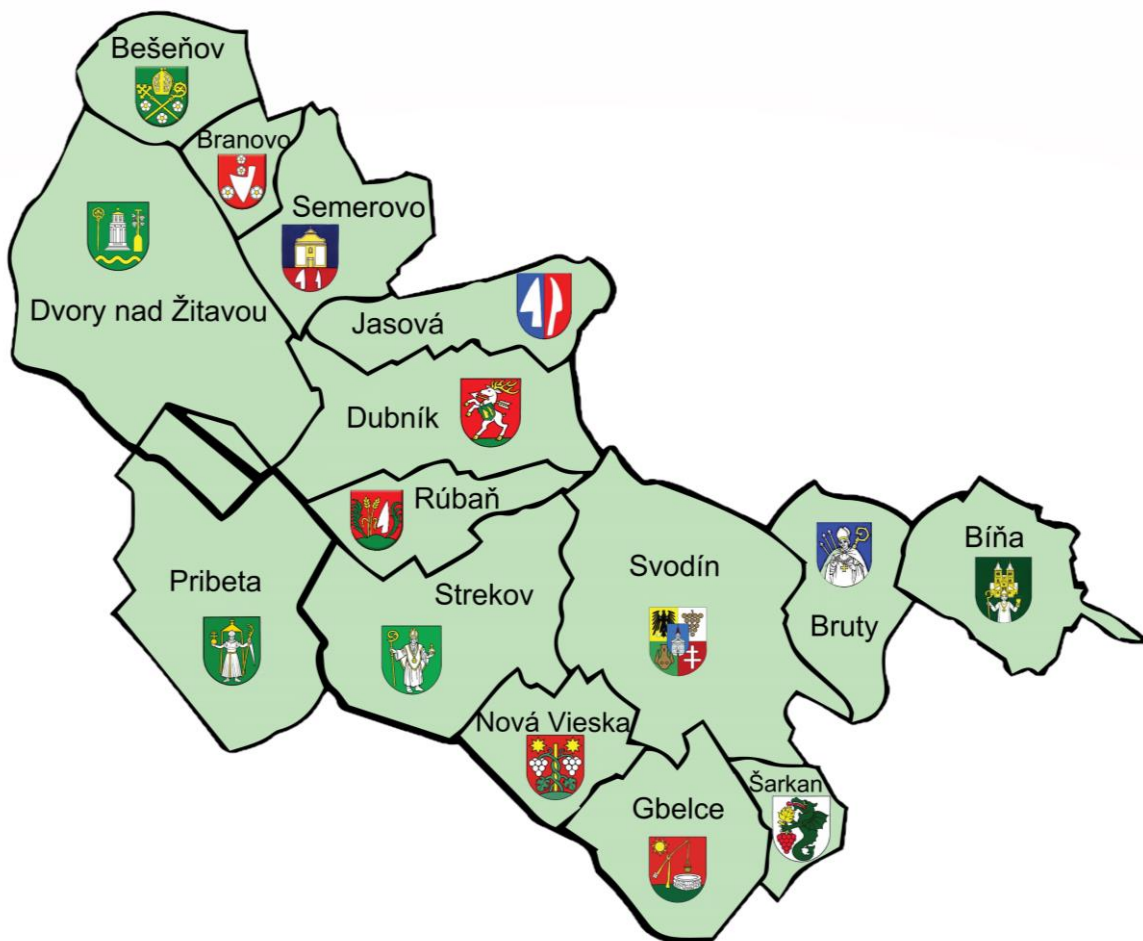 Bešeňov
Branovo
Semerovo
Dvory nad Žitavou
Jasová
Dubník
Rúbaň
Pribeta
Strekov
Svodín
Bíňa
Bruty
Nová Vieska
Šarkan
Gbelce